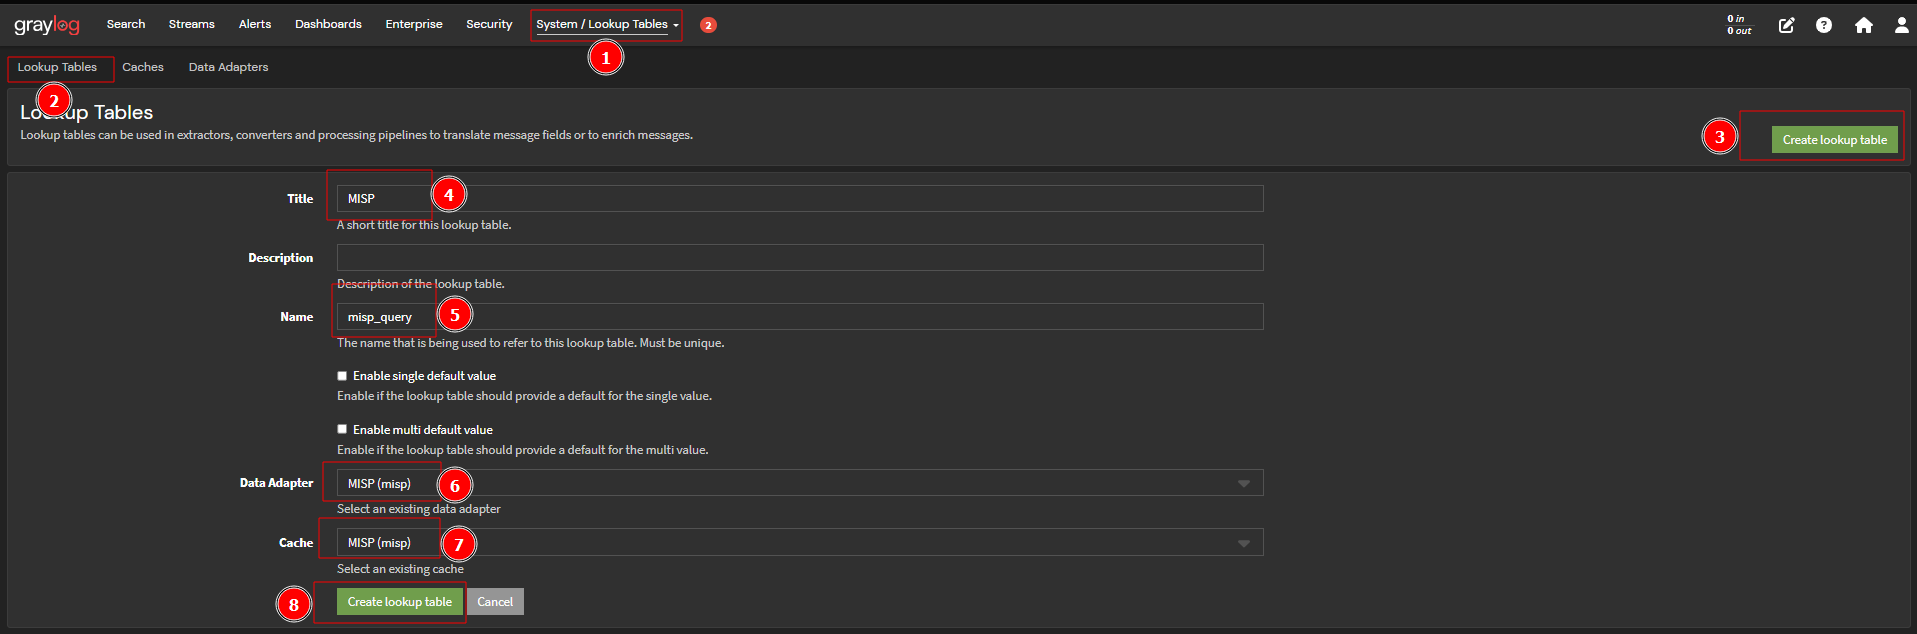 graylog Search Streams Alerts Dashboards Enterprise Security System / Lookup Tables 2 0 in
0 out
1
Lookup Tables Caches Data Adapters
2
Lookup Tables
Lookup tables can be used in extractors, converters and processing pipelines to translate message fields or to enrich messages.
3 Create lookup table
Title MISP 4
A short title for this lookup table.
Description
Description of the lookup table.
Name misp_query 5
The name that is being used to refer to this lookup table. Must be unique.
Enable single default value
Enable if the lookup table should provide a default for the single value.
Enable multi default value
Enable if the lookup table should provide a default for the multi value.
Data Adapter MISP (misp) 6
Select an existing data adapter
Cache MISP (misp) 7
Select an existing cache
8 Create lookup table Cancel